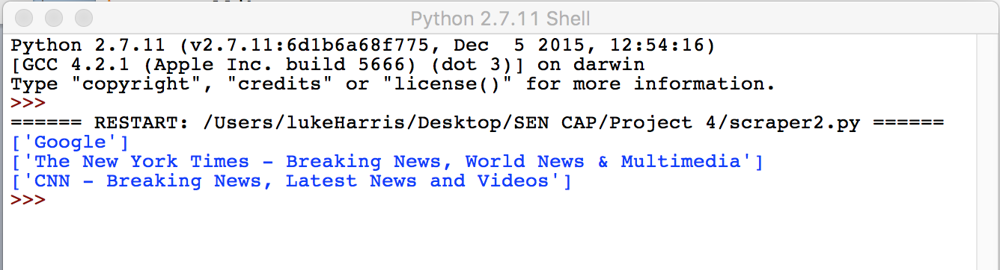 Python 2.7.11 Shell
Python 2.7.11 (v2.7.11:6d1b6a68f775, Dec  5 2015, 12:54:16)
[GCC 4.2.1 (Apple Inc. build 5666) (dot 3)] on darwin
Type "copyright", "credits" or "license()" for more information.
>>>
====== RESTART: /Users/lukeHarris/Desktop/SEN CAP/Project 4/scraper2.py ======
['Google']
['The New York Times - Breaking News, World News & Multimedia']
['CNN - Breaking News, Latest News and Videos']
>>>